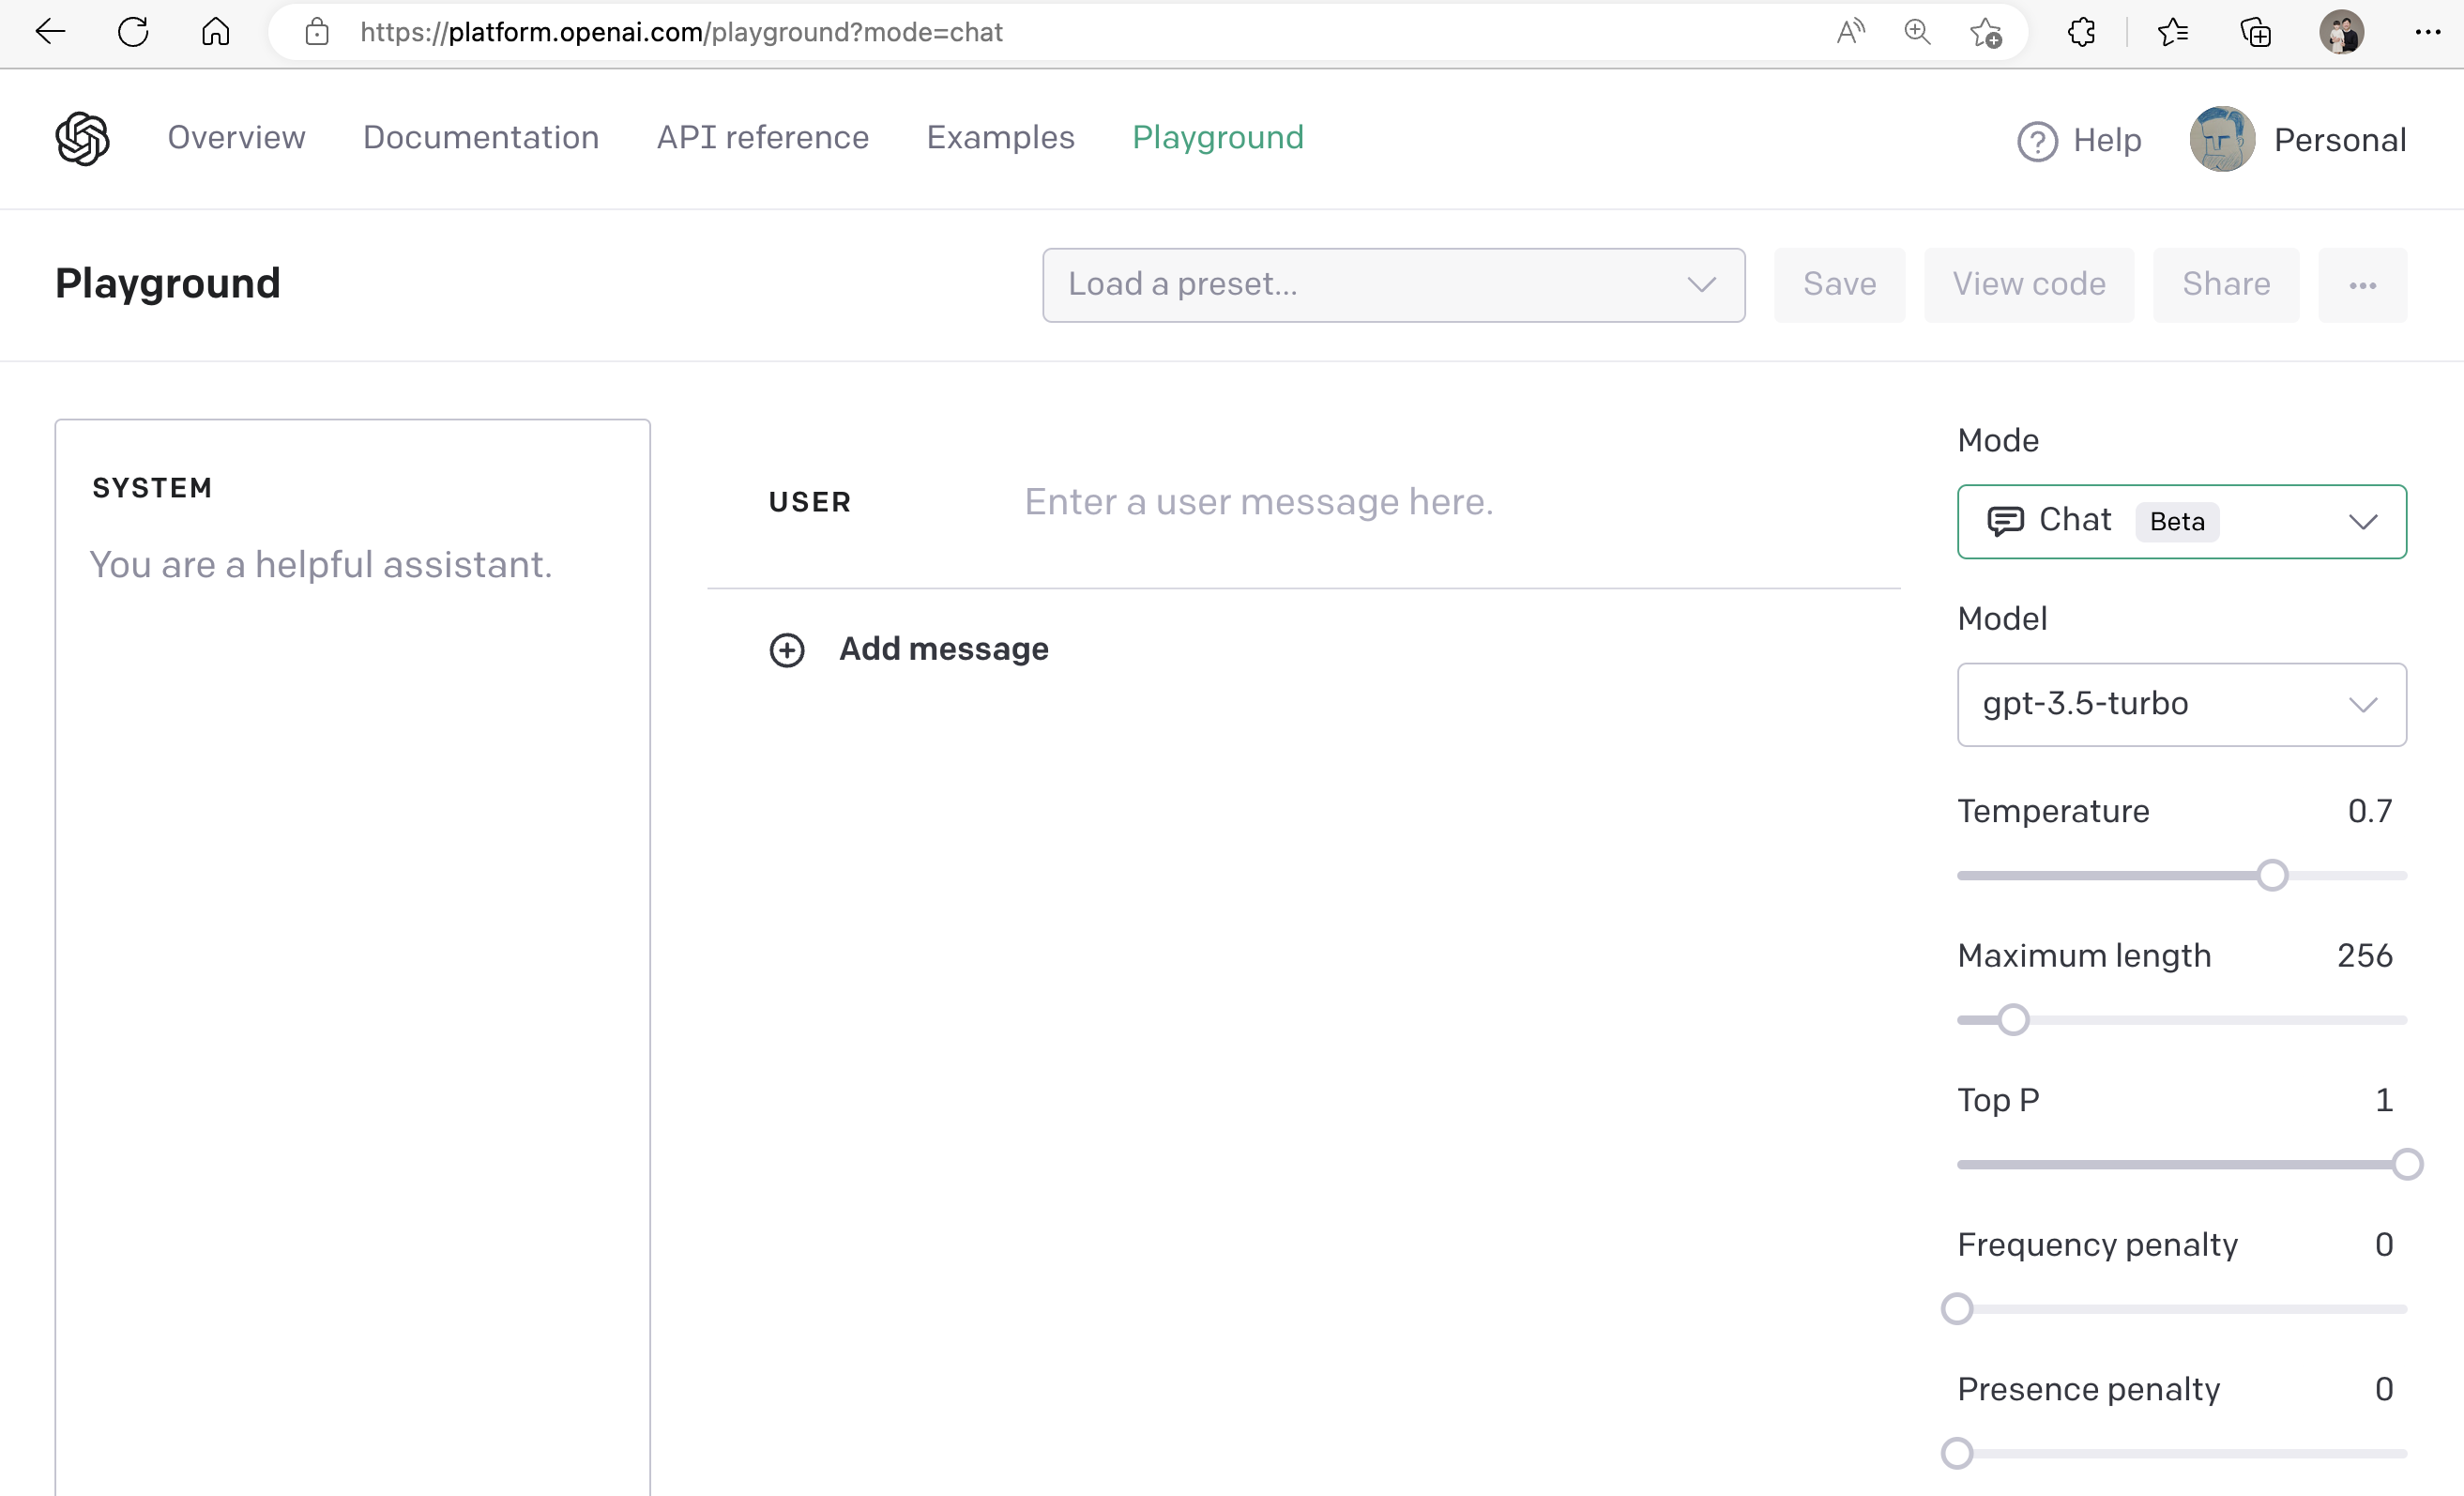 https://platform.openai.com/playground?mode=chat
Overview
Documentation
API reference
Examples
Playground
Help
Personal
Playground
Load a preset...
Save
View code
Share
SYSTEM
You are a helpful assistant.
USER
Enter a user message here.
Add message
Mode
Chat Beta
Model
gpt-3.5-turbo
Temperature 0.7
Maximum length 256
Top P 1
Frequency penalty 0
Presence penalty 0